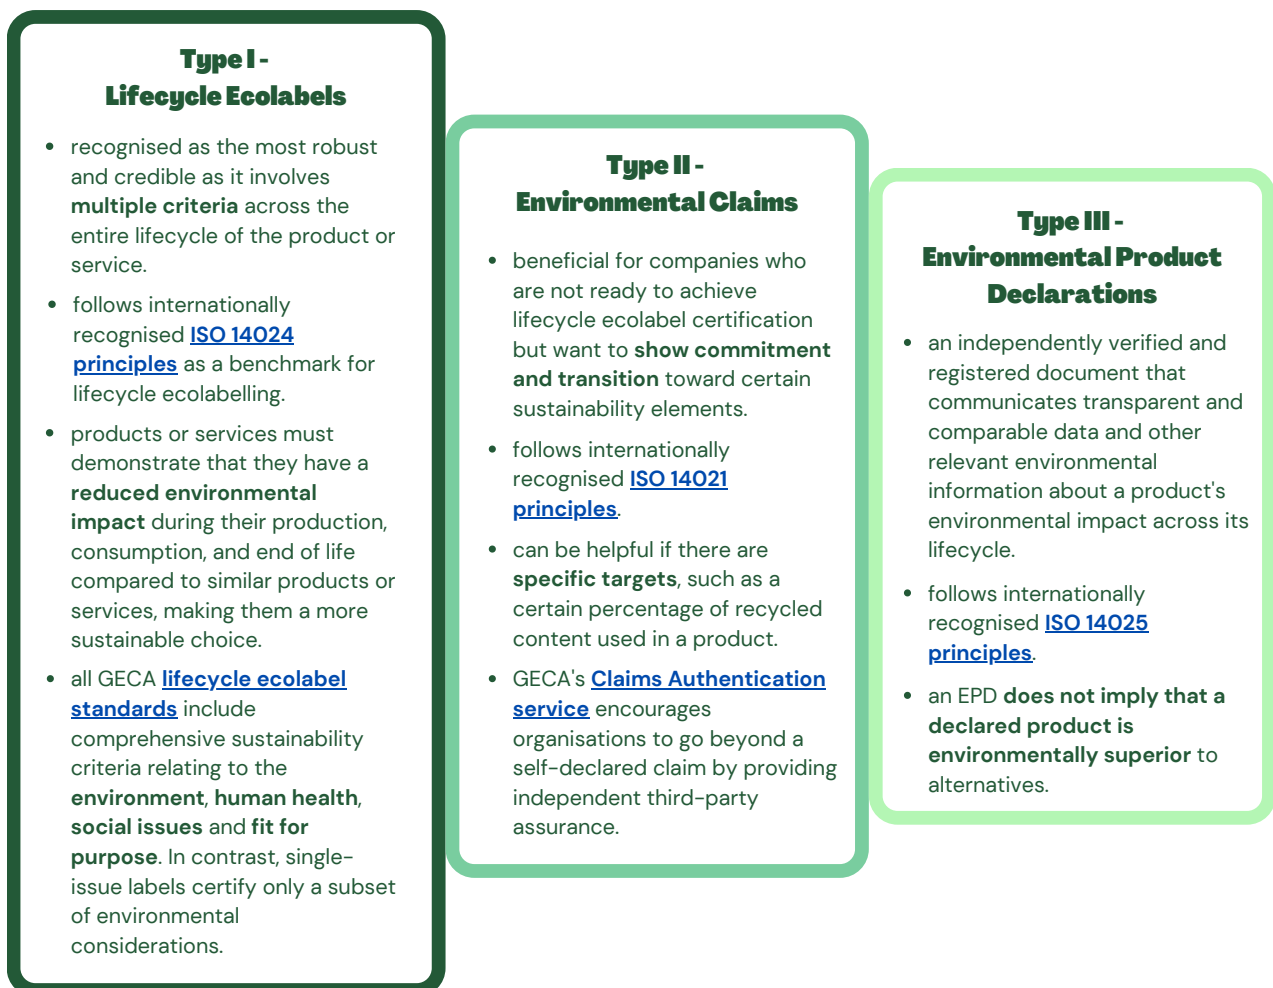 Type I -
Lifecycle Ecolabels
• recognised as the most robust
and credible as it involves
multiple criteria across the
entire lifecycle of the product or
service.
• follows internationally
recognised ISO 14024
principles as a benchmark for
lifecycle ecolabelling.
• products or services must
demonstrate that they have a
reduced environmental
impact during their production,
consumption, and end of life
compared to similar products or
services, making them a more
sustainable choice.
• all GECA lifecycle ecolabel
standards include
comprehensive sustainability
criteria relating to the
environment, human health,
social issues and fit for
purpose. In contrast, single-
issue labels certify only a subset
of environmental
considerations.
Type II -
Environmental Claims
• beneficial for companies who
are not ready to achieve
lifecycle ecolabel certification
but want to show commitment
and transition toward certain
sustainability elements.
• follows internationally
recognised ISO 14021
principles.
• can be helpful if there are
specific targets, such as a
certain percentage of recycled
content used in a product.
• GECA's Claims Authentication
service encourages
organisations to go beyond a
self-declared claim by providing
independent third-party
assurance.
Type III -
Environmental Product
Declarations
• an independently verified and
registered document that
communicates transparent and
comparable data and other
relevant environmental
information about a product's
environmental impact across its
lifecycle.
• follows internationally
recognised ISO 14025
principles.
• an EPD does not imply that a
declared product is
environmentally superior to
alternatives.